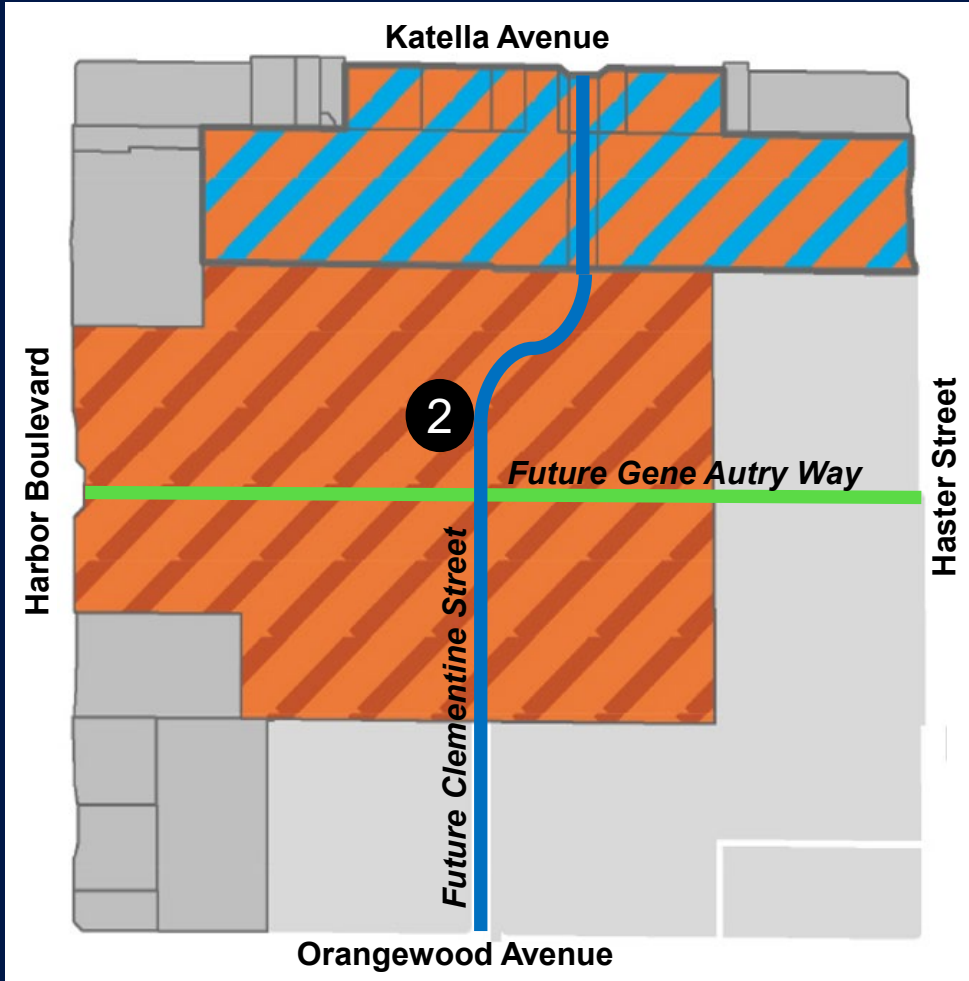 Katella Avenue
Harbor Boulevard
2
Future Gene Autry Way
Haster Street
Future Clementine Street
Orangewood Avenue